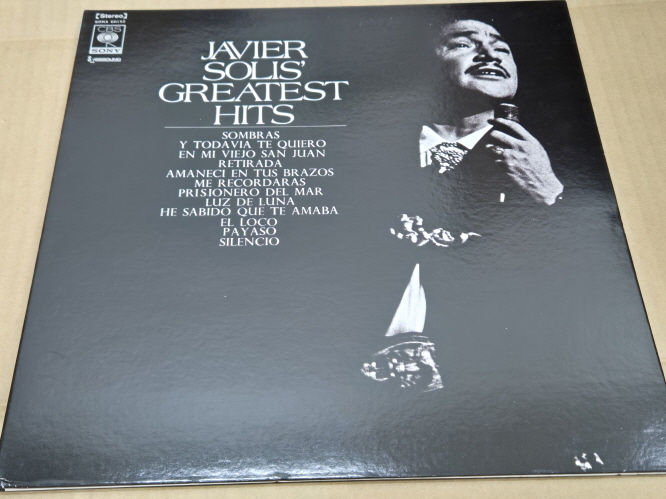 Stereo
CBS
SONY
JAVIER
SOLIS'
GREATEST
HITS
SOMBRAS
Y TODAVIA TE QUIERO
EN MI VIEJO SAN JUAN
RETIRADA
AMANECI EN TUS BRAZOS
ME RECORDARAS
PRISIONERO DEL MAR
LUZ DE LUNA
HE SABIDO QUE TE AMABA
EL LOCO
PAYASO
SILENCIO